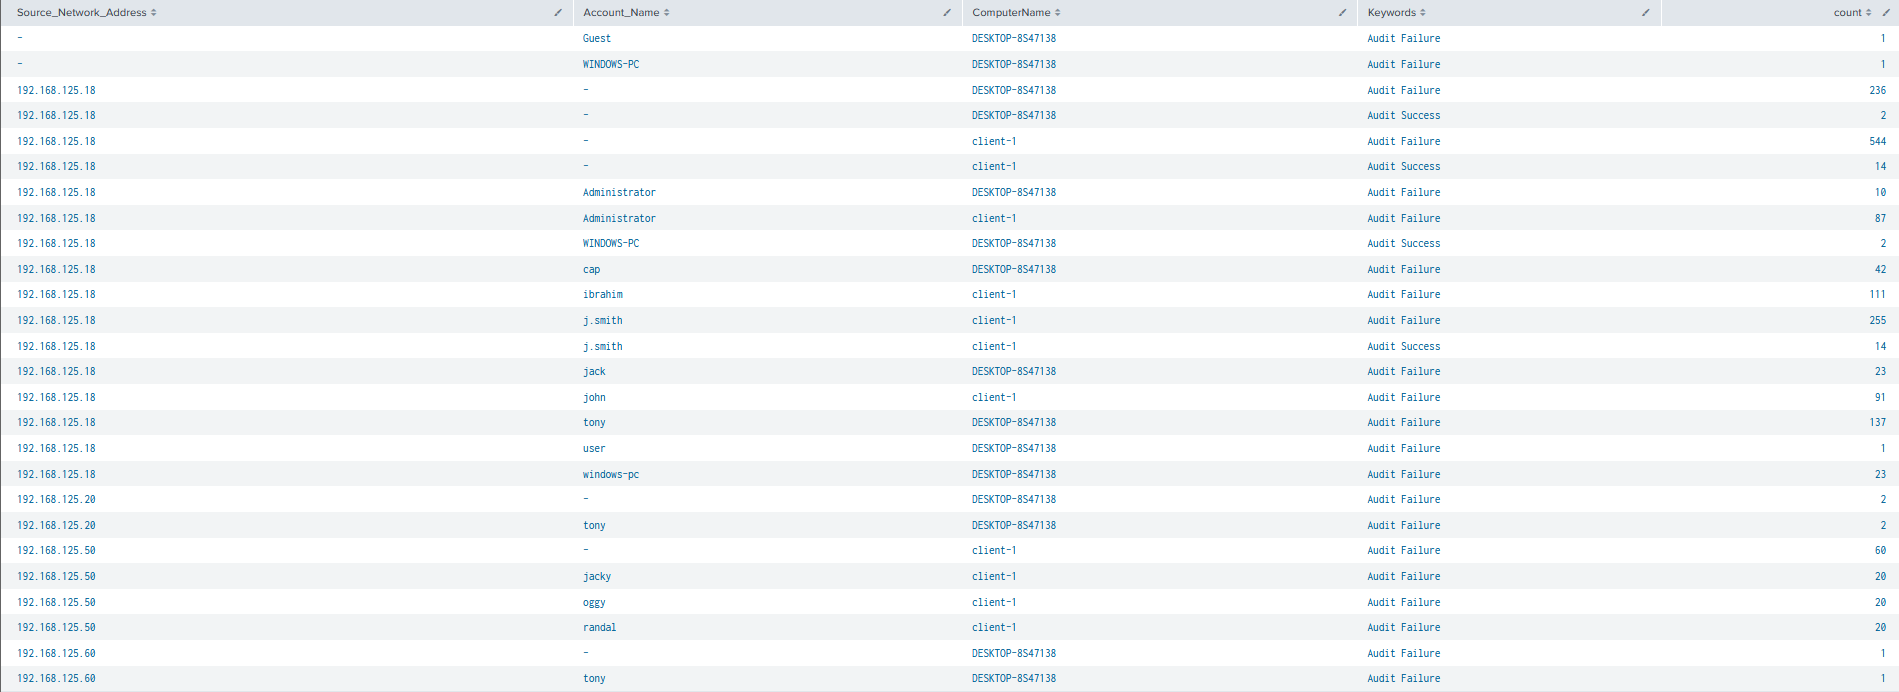 Source_Network_Address Account_Name ComputerName Keywords count
- Guest DESKTOP-8S47138 Audit Failure 1
- WINDOWS-PC DESKTOP-8S47138 Audit Failure 1
192.168.125.18 - DESKTOP-8S47138 Audit Failure 236
192.168.125.18 - DESKTOP-8S47138 Audit Success 2
192.168.125.18 - client-1 Audit Failure 544
192.168.125.18 - client-1 Audit Success 14
192.168.125.18 Administrator DESKTOP-8S47138 Audit Failure 10
192.168.125.18 Administrator client-1 Audit Failure 87
192.168.125.18 WINDOWS-PC DESKTOP-8S47138 Audit Success 2
192.168.125.18 cap DESKTOP-8S47138 Audit Failure 42
192.168.125.18 ibrahim client-1 Audit Failure 111
192.168.125.18 j.smith client-1 Audit Failure 255
192.168.125.18 j.smith client-1 Audit Success 14
192.168.125.18 jack DESKTOP-8S47138 Audit Failure 23
192.168.125.18 john client-1 Audit Failure 91
192.168.125.18 tony DESKTOP-8S47138 Audit Failure 137
192.168.125.18 user DESKTOP-8S47138 Audit Failure 1
192.168.125.18 windows-pc DESKTOP-8S47138 Audit Failure 23
192.168.125.20 - DESKTOP-8S47138 Audit Failure 2
192.168.125.20 tony DESKTOP-8S47138 Audit Failure 2
192.168.125.50 - client-1 Audit Failure 60
192.168.125.50 jacky client-1 Audit Failure 20
192.168.125.50 oggy client-1 Audit Failure 20
192.168.125.50 randal client-1 Audit Failure 20
192.168.125.60 - DESKTOP-8S47138 Audit Failure 1
192.168.125.60 tony DESKTOP-8S47138 Audit Failure 1